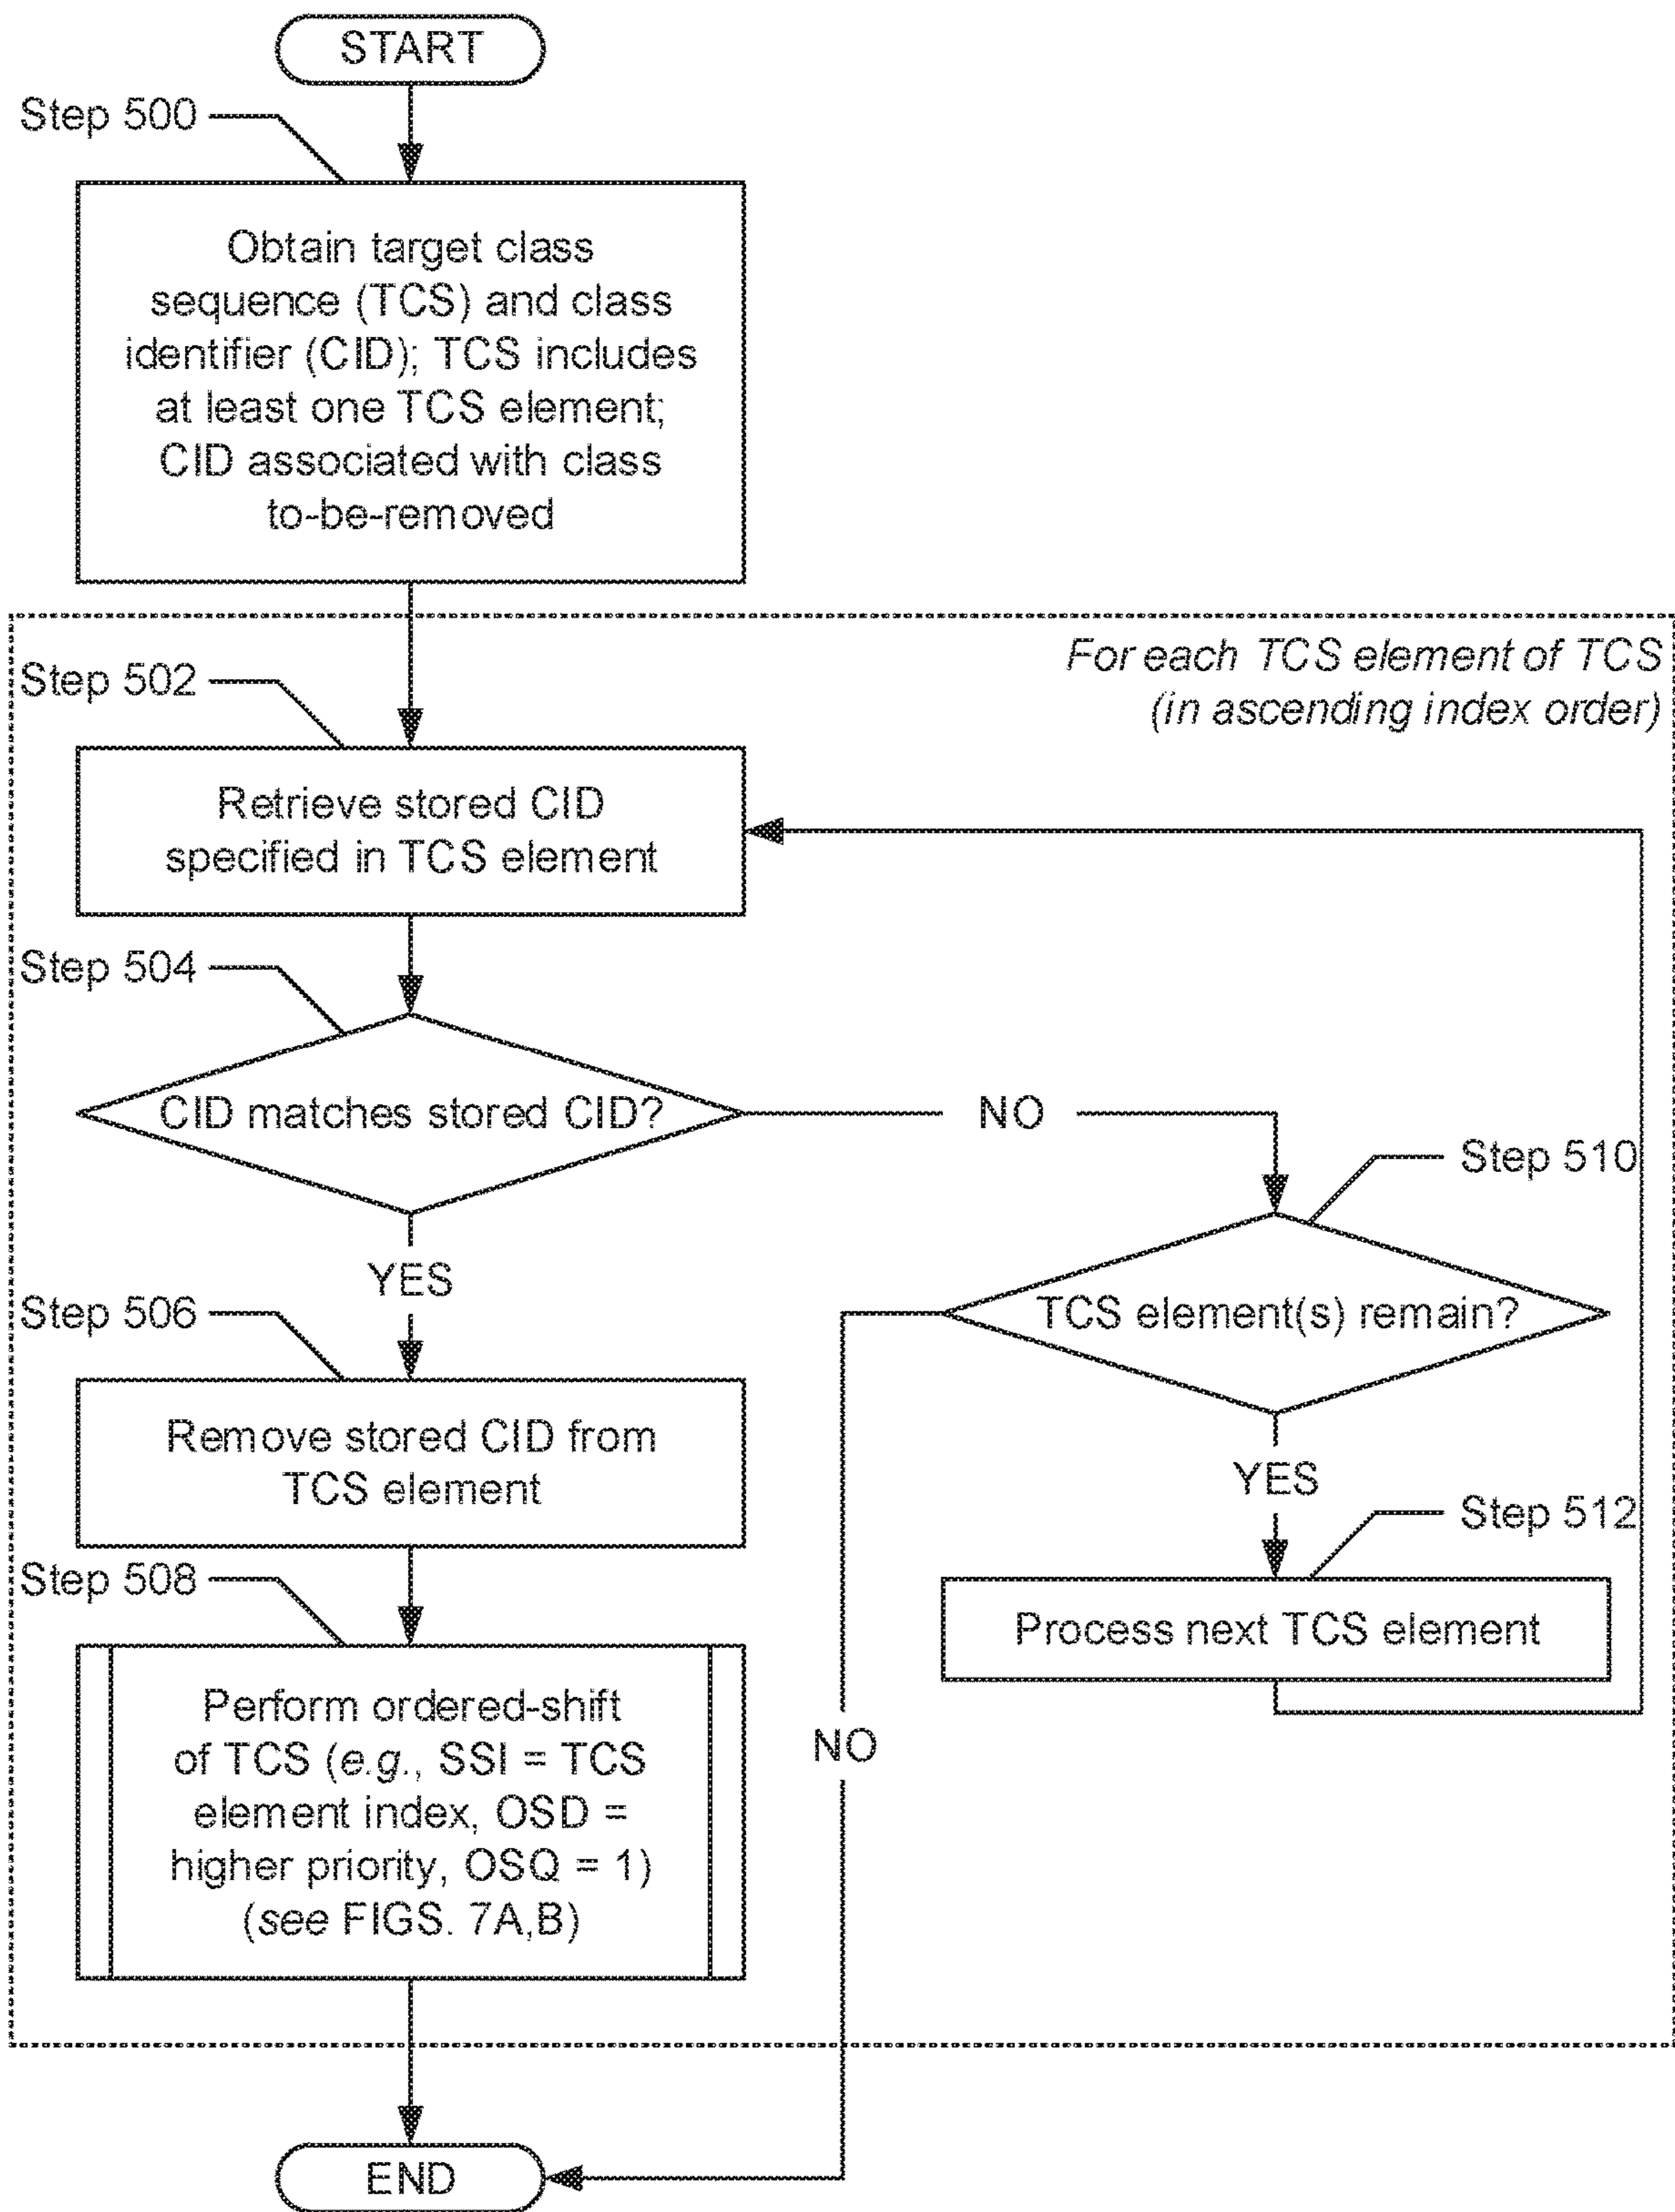 START
Step 500
Obtain target class
sequence (TCS) and class
identifier (CID); TCS includes
at least one TCS element;
CID associated with class
to-be-removed
For each TCS element of TCS
(in ascending index order)
Step 502
Retrieve stored CID
specified in TCS element
Step 504
CID matches stored CID?
NO
Step 510
YES
TCS element(s) remain?
Step 506
Remove stored CID from
TCS element
YES
Step 512
Step 508
Process next TCS element
Perform ordered-shift
of TCS (e.g., SSI = TCS
element index, OSD =
higher priority, OSQ = 1)
(see FIGS. 7A,B)
NO
END